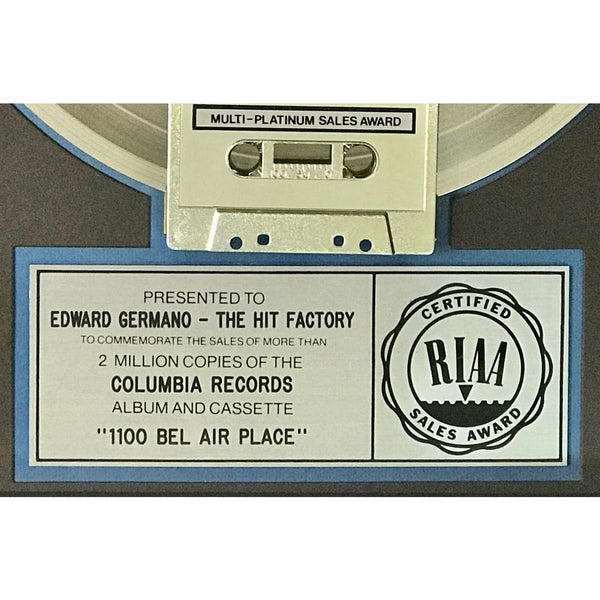 MULTI-PLATINUM SALES AWARD
PRESENTED TO
EDWARD GERMANO - THE HIT FACTORY
TO COMMEMORATE THE SALES OF MORE THAN
2 MILLION COPIES OF THE
COLUMBIA RECORDS
ALBUM AND CASSETTE
"1100 BEL AIR PLACE"
CERTIFIED
RIAA
SALES AWARD